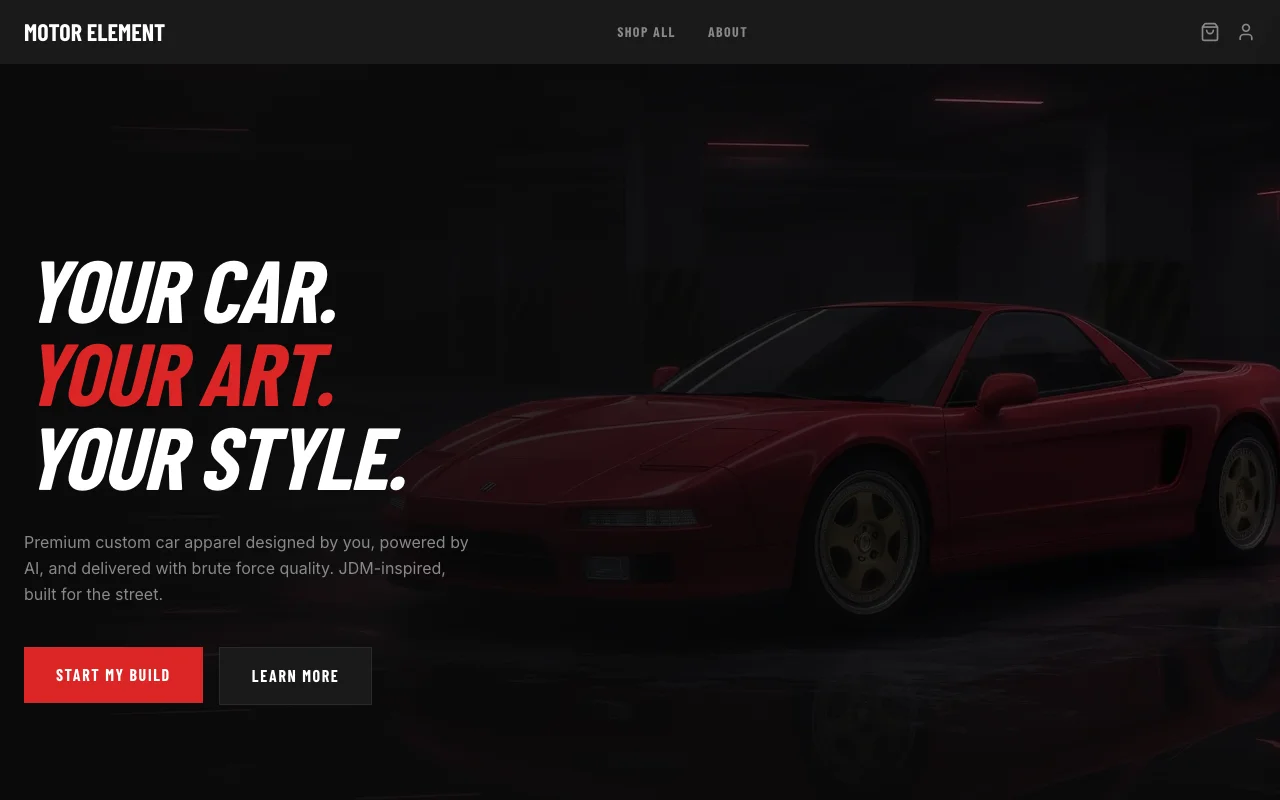 MOTOR ELEMENT
SHOP ALL
ABOUT
YOUR CAR.
YOUR ART.
YOUR STYLE.
Premium custom car apparel designed by you, powered by
AI, and delivered with brute force quality. JDM-inspired,
built for the street.
START MY BUILD
LEARN MORE